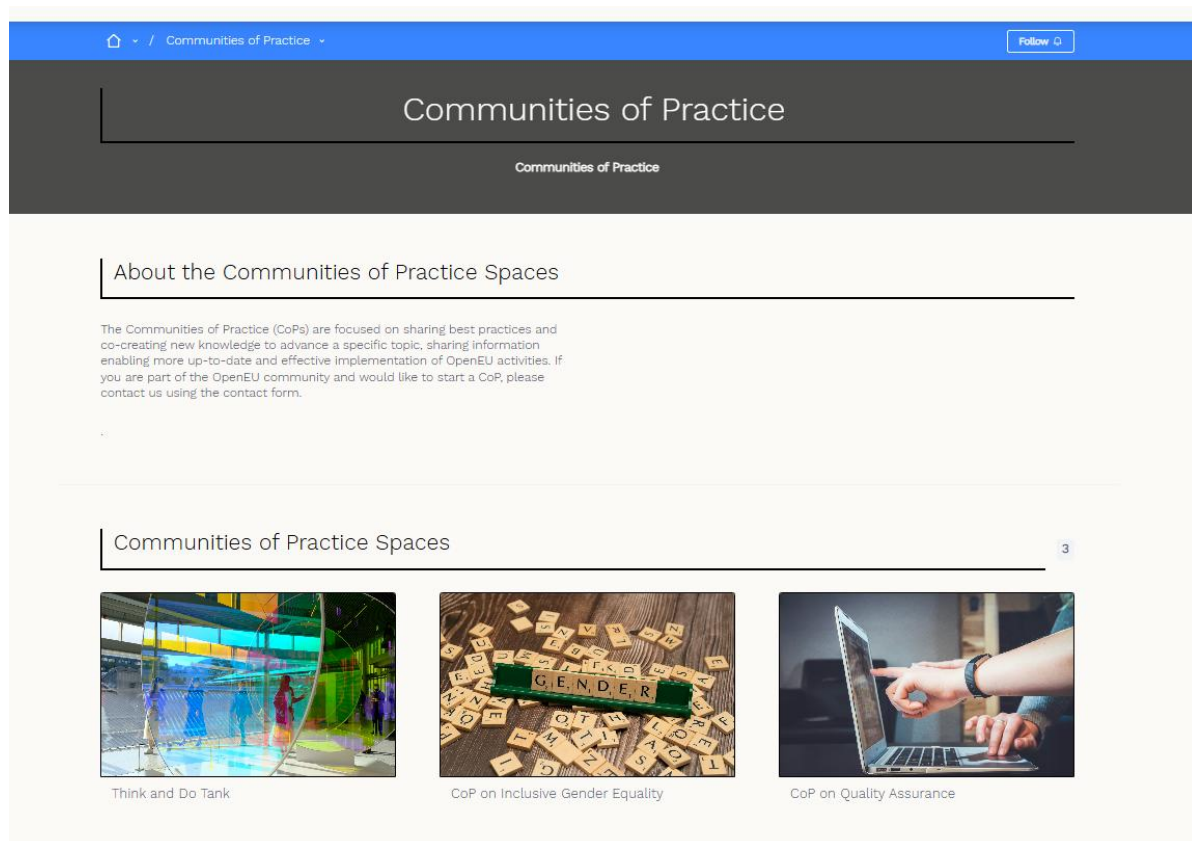 / Communities of Practice
Follow
Communities of Practice
Communities of Practice
About the Communities of Practice Spaces
The Communities of Practice (CoPs) are focused on sharing best practices and
co-creating new knowledge to advance a specific topic, sharing information
enabling more up-to-date and effective implementation of OpenEU activities. If
you are part of the OpenEU community and would like to start a CoP, please
contact us using the contact form.
.
Communities of Practice Spaces
3
GENDER
Think and Do Tank
CoP on Inclusive Gender Equality
CoP on Quality Assurance